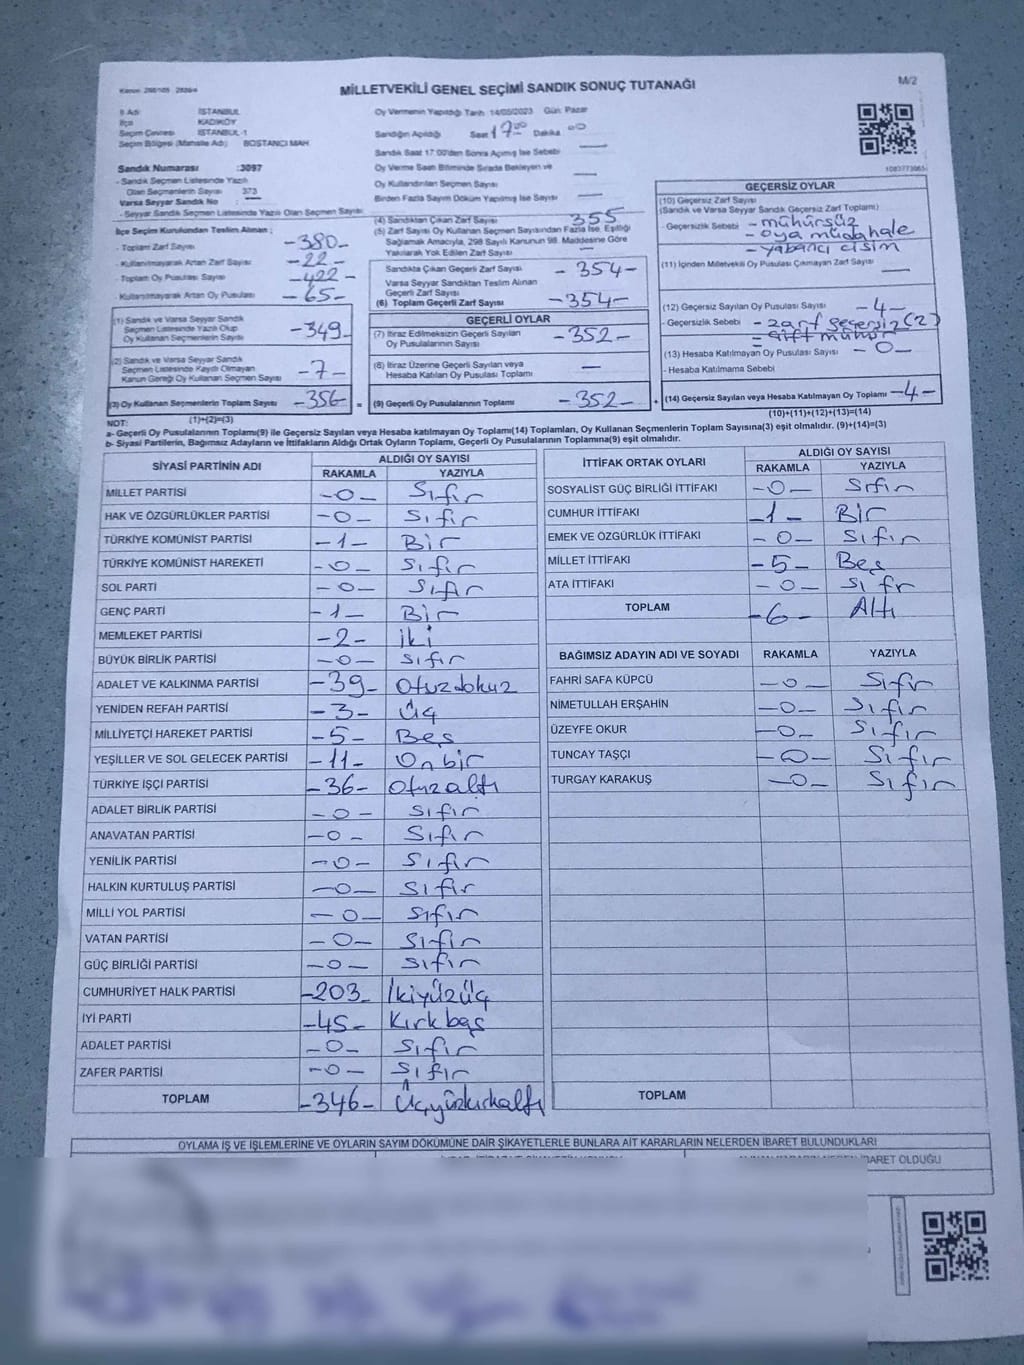 MİLLETVEKİLİ GENEL SEÇİMİ SANDIK SONUÇ TUTANAĞI
M/2
İl Adı : İSTANBUL
İlçe : KADIKÖY
Seçim Çevresi : İSTANBUL-1
Seçim Bölgesi (Mahalle Adı) : BOSTANCI MAH.
Sandık Numarası : 3097
- Sandık Seçmen Listesinde Yazılı
Olan Seçmenlerin Sayısı 373
Varsa Seyyar Sandık No
- Seyyar Sandık Seçmen Listesinde Yazılı Olan Seçmen Sayısı
İlçe Seçim Kurulundan Teslim Alınan ;
- Toplam Zarf Sayısı -380-
- Kullanılmayarak Artan Zarf Sayısı -22-
- Toplam Oy Pusulası Sayısı -422-
- Kullanılmayarak Artan Oy Pusulası -65-
(1) Sandık ve Varsa Seyyar Sandık
Seçmen Listesinde Yazılı Olup
Oy Kullanan Seçmenlerin Sayısı -349-
(2) Sandık ve Varsa Seyyar Sandık
Seçmen Listesinde Kaydı Olmayan
Kanun Gereği Oy Kullanan Seçmen Sayısı -7-
(3) Oy Kullanan Seçmenlerin Toplam Sayısı -356-
(1)+(2)=(3)
Oy Vermenin Yapıldığı Tarih 14/05/2023 Gün: Pazar
Sandığın Açıldığı Saat 17:00 Dakika 00
Sandık Saat 17:00'den Sonra Açılmış İse Sebebi
Oy Verme Saati Bitiminde Sırada Bekleyen ve
Oy Kullandırılan Seçmen Sayısı
Birden Fazla Sayım Döküm Yapılmış İse Sayısı
(4) Sandıktan Çıkan Zarf Sayısı 355
(5) Zarf Sayısı Oy Kullanan Seçmen Sayısından Fazla İse, Eşitliği
Sağlamak Amacıyla, 298 Sayılı Kanunun 98. Maddesine Göre
Yakılarak Yok Edilen Zarf Sayısı
Sandıkta Çıkan Geçerli Zarf Sayısı -354-
Varsa Seyyar Sandıktan Teslim Alınan
Geçerli Zarf Sayısı
(6) Toplam Geçerli Zarf Sayısı -354-
GEÇERLİ OYLAR
(7) İtiraz Edilmeksizin Geçerli Sayılan
Oy Pusulalarının Sayısı -352-
(8) İtiraz Üzerine Geçerli Sayılan veya
Hesaba Katılan Oy Pusulası Toplamı —
= (9) Geçerli Oy Pusulalarının Toplamı -352-
GEÇERSİZ OYLAR
(10) Geçersiz Zarf Sayısı
(Sandık ve Varsa Seyyar Sandık Geçersiz Zarf Toplamı)
- Geçersizlik Sebebi - mühürsüz
- oya müdahale
- yabancı cisim
(11) İçinden Milletvekili Oy Pusulası Çıkmayan Zarf Sayısı
(12) Geçersiz Sayılan Oy Pusulası Sayısı -4-
- Geçersizlik Sebebi - zarf geçersiz (2)
= çift mühür
(13) Hesaba Katılmayan Oy Pusulası Sayısı -0-
- Hesaba Katılmama Sebebi
+ (14) Geçersiz Sayılan veya Hesaba Katılmayan Oy Toplamı -4-
(10)+(11)+(12)+(13)=(14)
NOT:
a- Geçerli Oy Pusulalarının Toplamı(9) ile Geçersiz Sayılan veya Hesaba katılmayan Oy Toplamı(14) Toplamları, Oy Kullanan Seçmenlerin Toplam Sayısına(3) eşit olmalıdır. (9)+(14)=(3)
b- Siyasi Partilerin, Bağımsız Adayların ve İttifakların Aldığı Ortak Oyların Toplamı, Geçerli Oy Pusulalarının Toplamına(9) eşit olmalıdır.
SİYASİ PARTİNİN ADI ALDIĞI OY SAYISI
RAKAMLA YAZIYLA
MİLLET PARTİSİ -0- Sıfır
HAK VE ÖZGÜRLÜKLER PARTİSİ -0- Sıfır
TÜRKİYE KOMÜNİST PARTİSİ -1- Bir
TÜRKİYE KOMÜNİST HAREKETİ -0- Sıfır
SOL PARTİ -0- Sıfır
GENÇ PARTİ -1- Bir
MEMLEKET PARTİSİ -2- İki
BÜYÜK BİRLİK PARTİSİ -0- Sıfır
ADALET VE KALKINMA PARTİSİ -39- Otuzdokuz
YENİDEN REFAH PARTİSİ -3- Üç
MİLLİYETÇİ HAREKET PARTİSİ -5- Beş
YEŞİLLER VE SOL GELECEK PARTİSİ -11- Onbir
TÜRKİYE İŞÇİ PARTİSİ -36- Otuzaltı
ADALET BİRLİK PARTİSİ -0- Sıfır
ANAVATAN PARTİSİ -0- Sıfır
YENİLİK PARTİSİ -0- Sıfır
HALKIN KURTULUŞ PARTİSİ -0- Sıfır
MİLLİ YOL PARTİSİ -0- Sıfır
VATAN PARTİSİ -0- Sıfır
GÜÇ BİRLİĞİ PARTİSİ -0- Sıfır
CUMHURİYET HALK PARTİSİ -203- İkiyüzüç
İYİ PARTİ -45- Kırkbeş
ADALET PARTİSİ -0- Sıfır
ZAFER PARTİSİ -0- Sıfır
TOPLAM -346- Üçyüzkırkaltı
İTTİFAK ORTAK OYLARI ALDIĞI OY SAYISI
RAKAMLA YAZIYLA
SOSYALİST GÜÇ BİRLİĞİ İTTİFAKI -0- Sıfır
CUMHUR İTTİFAKI -1- Bir
EMEK VE ÖZGÜRLÜK İTTİFAKI -0- Sıfır
MİLLET İTTİFAKI -5- Beş
ATA İTTİFAKI -0- Sıfır
TOPLAM -6- Altı
BAĞIMSIZ ADAYIN ADI VE SOYADI RAKAMLA YAZIYLA
FAHRİ SAFA KÜPCÜ -0- Sıfır
NİMETULLAH ERŞAHİN -0- Sıfır
ÜZEYFE OKUR -0- Sıfır
TUNCAY TAŞÇI -0- Sıfır
TURGAY KARAKUŞ -0- Sıfır
TOPLAM
OYLAMA İŞ VE İŞLEMLERİNE VE OYLARIN SAYIM DÖKÜMÜNE DAİR ŞİKAYETLERLE BUNLARA AİT KARARLARIN NELERDEN İBARET BULUNDUKLARI
İBARET OLDUĞU